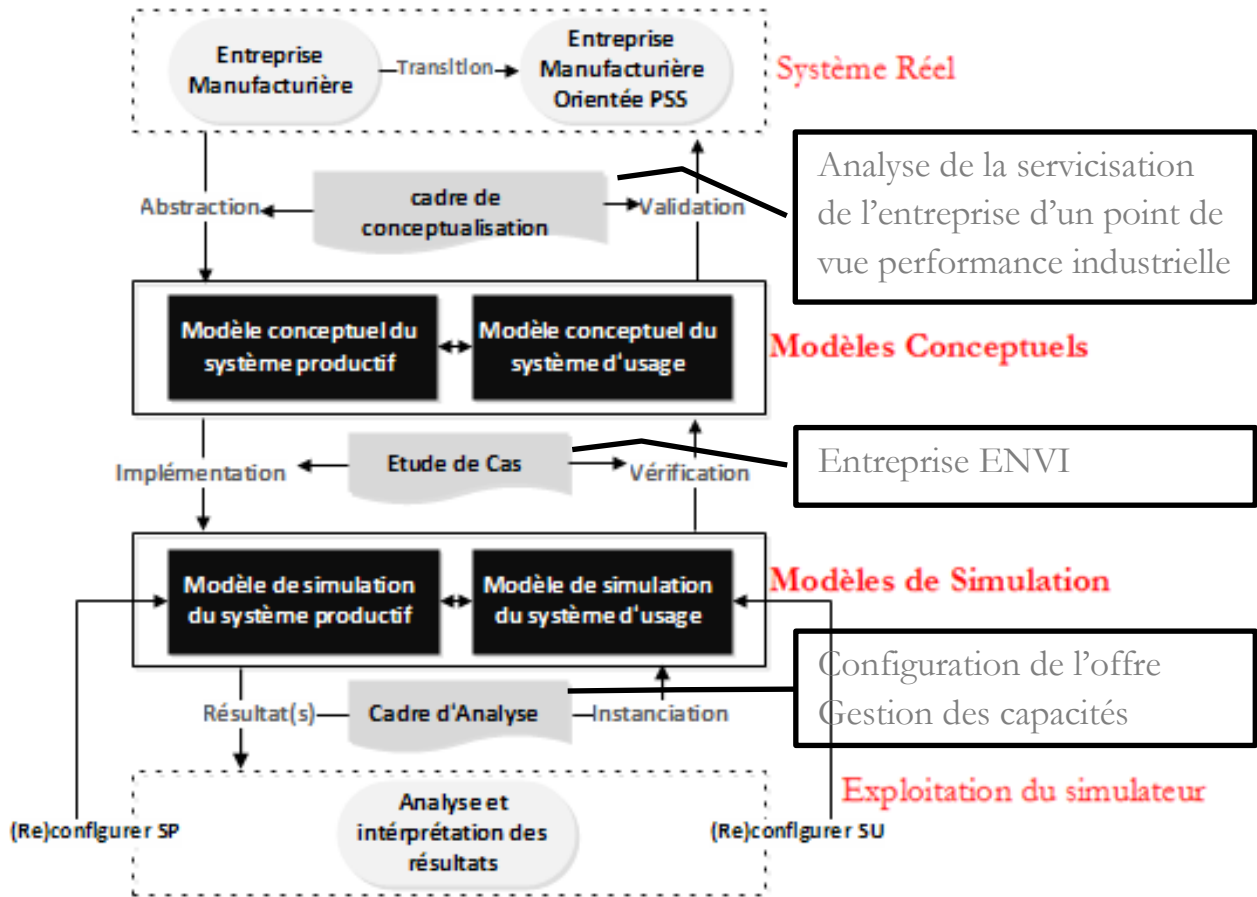 Entreprise
Manufacturière
Transition
Entreprise
Manufacturière
Orientée PSS
Système Réel
Abstraction
cadre de
conceptualisation
Validation
Analyse de la servicisation
de l’entreprise d’un point de
vue performance industrielle
Modèle conceptuel du
système productif
Modèle conceptuel du
système d'usage
Modèles Conceptuels
Implémentation
Etude de Cas
Vérification
Entreprise ENVI
Modèle de simulation
du système productif
Modèle de simulation
du système d'usage
Modèles de Simulation
Résultat(s)
Cadre d'Analyse
Instanciation
Configuration de l’offre
Gestion des capacités
Exploitation du simulateur
(Re)configurer SP
Analyse et
intérprétation des
résultats
(Re)configurer SU